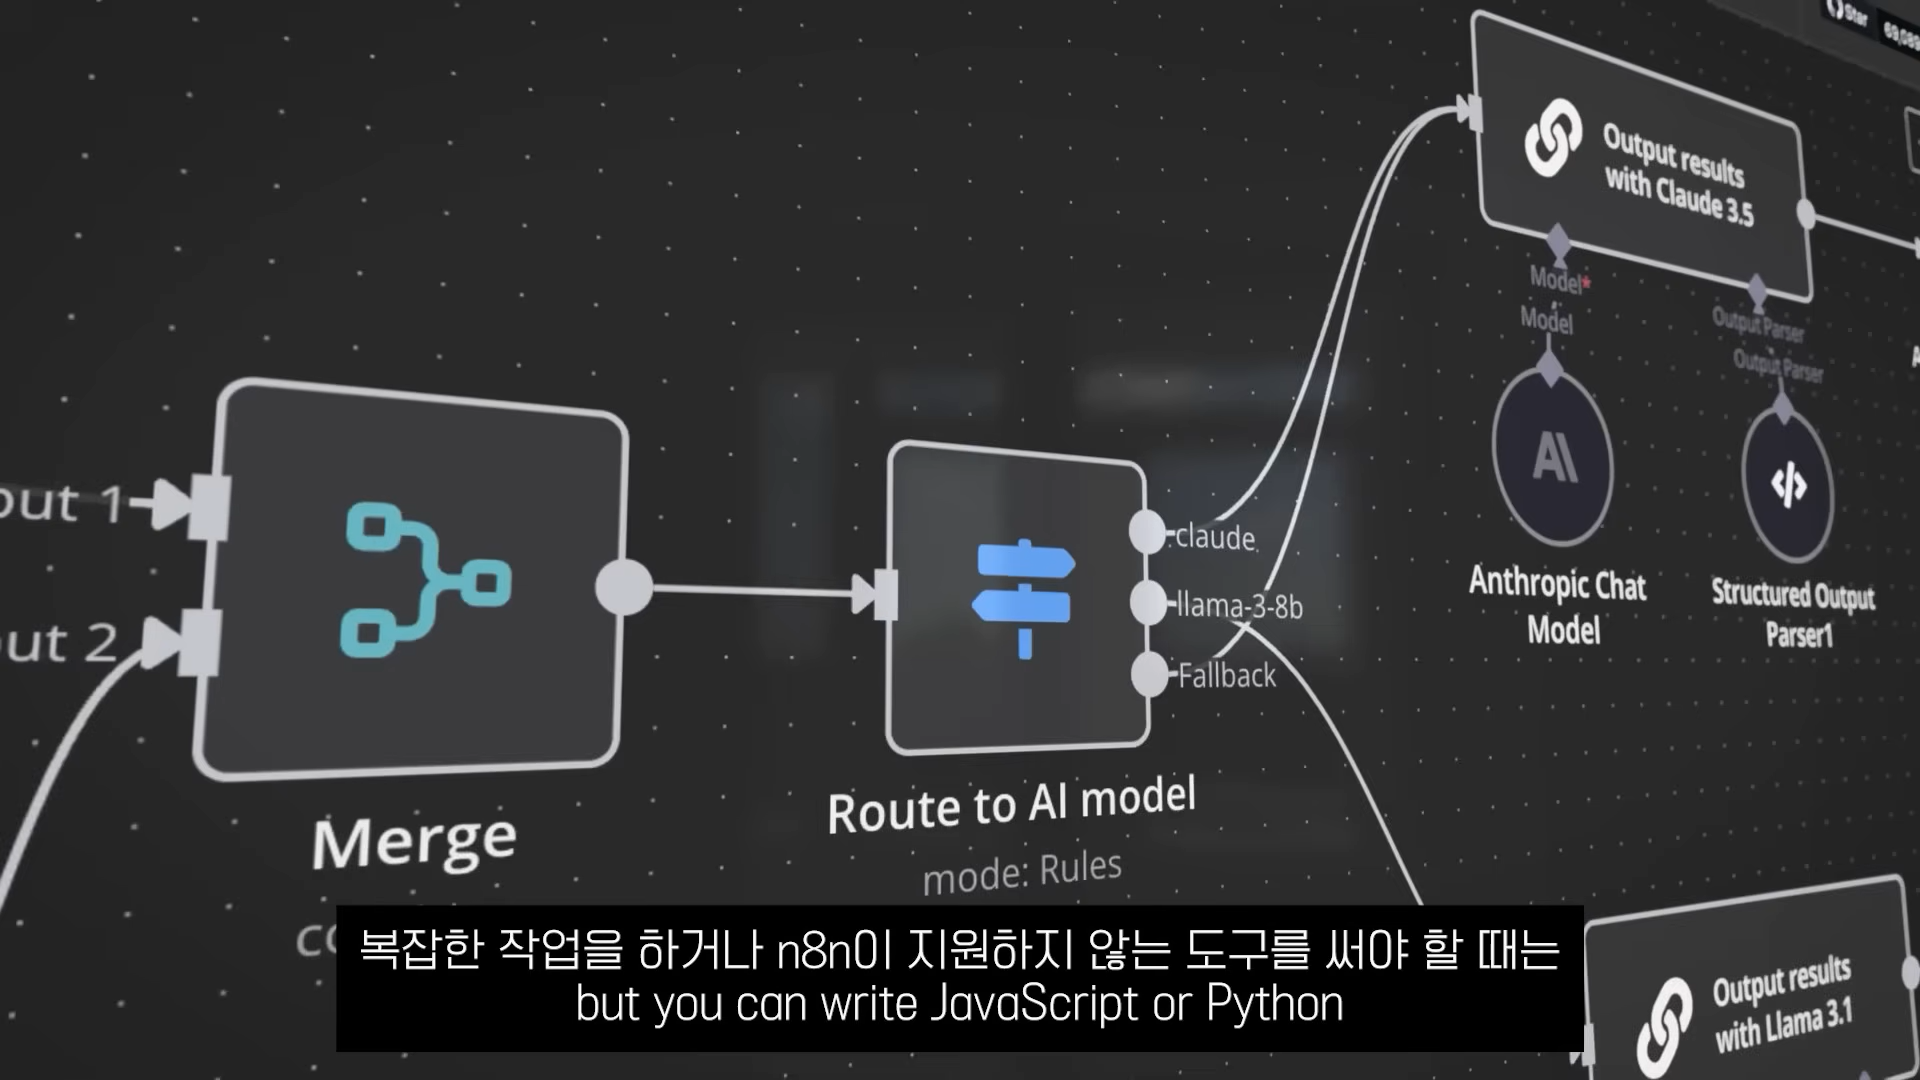 Star
Output results
with Claude 3.5
Model*
Model
Output Parser
Output Parser
Anthropic Chat
Model
Structured Output
Parser1
1
2
claude
llama-3-8b
Fallback
Merge
Route to AI model
mode: Rules
Output results
with Llama 3.1
복잡한 작업을 하거나 n8n이 지원하지 않는 도구를 써야 할 때는
but you can write JavaScript or Python